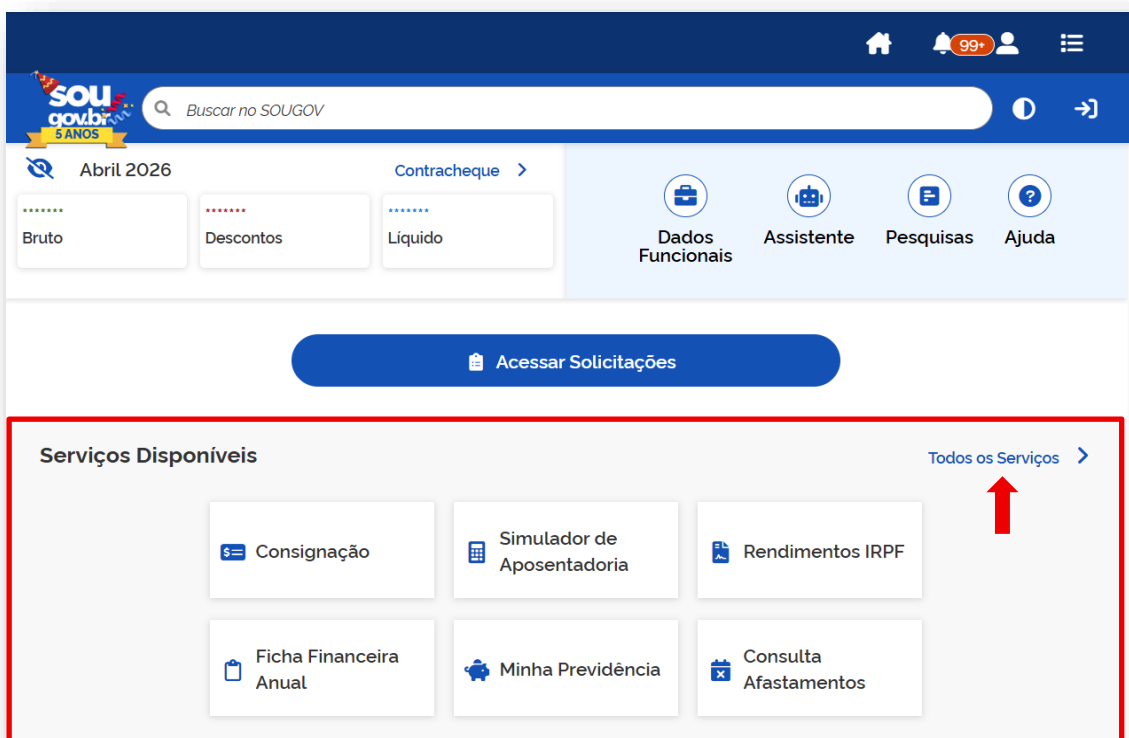 99+
sou
gov.br
5 ANOS
Buscar no SOUGOV
Abril 2026
Contracheque
*******
*******
*******
Bruto
Descontos
Líquido
Dados
Funcionais
Assistente
Pesquisas
Ajuda
Acessar Solicitações
Serviços Disponíveis
Todos os Serviços
Consignação
Simulador de
Aposentadoria
Rendimentos IRPF
Ficha Financeira
Anual
Minha Previdência
Consulta
Afastamentos